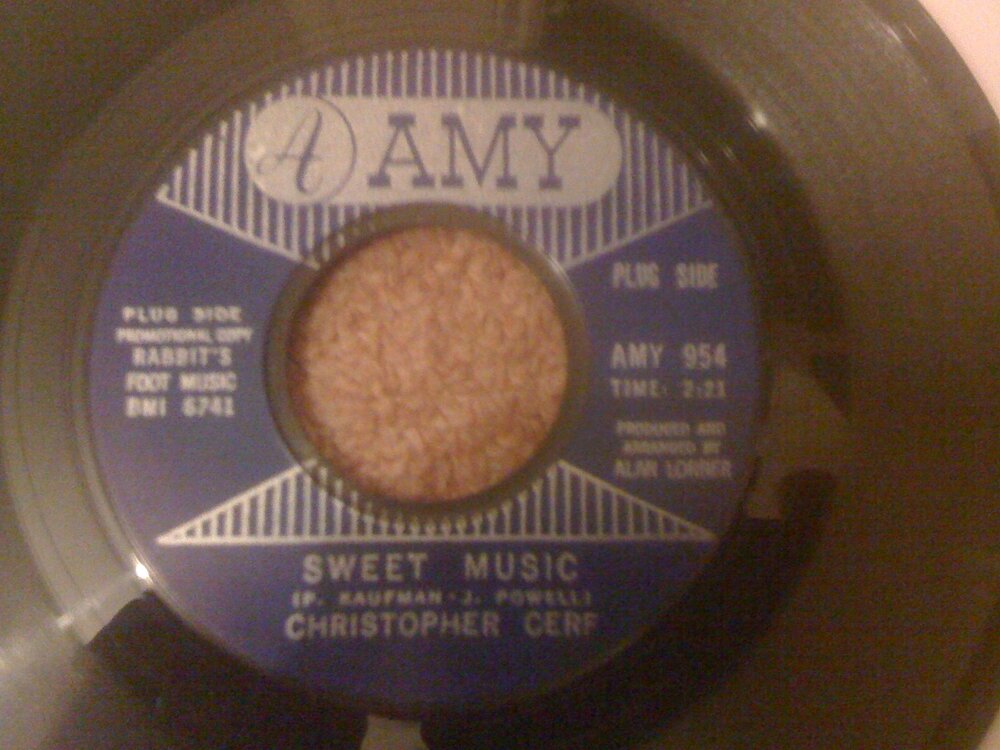 A AMY
PLUG SIDE
PROMOTIONAL COPY
RABBIT'S
FOOT MUSIC
BMI 6741
PLUG SIDE
AMY 954
TIME: 2:21
PRODUCED AND
ARRANGED BY
ALAN LORBER
SWEET MUSIC
(P. KAUFMAN - J. POWELL)
CHRISTOPHER CERF